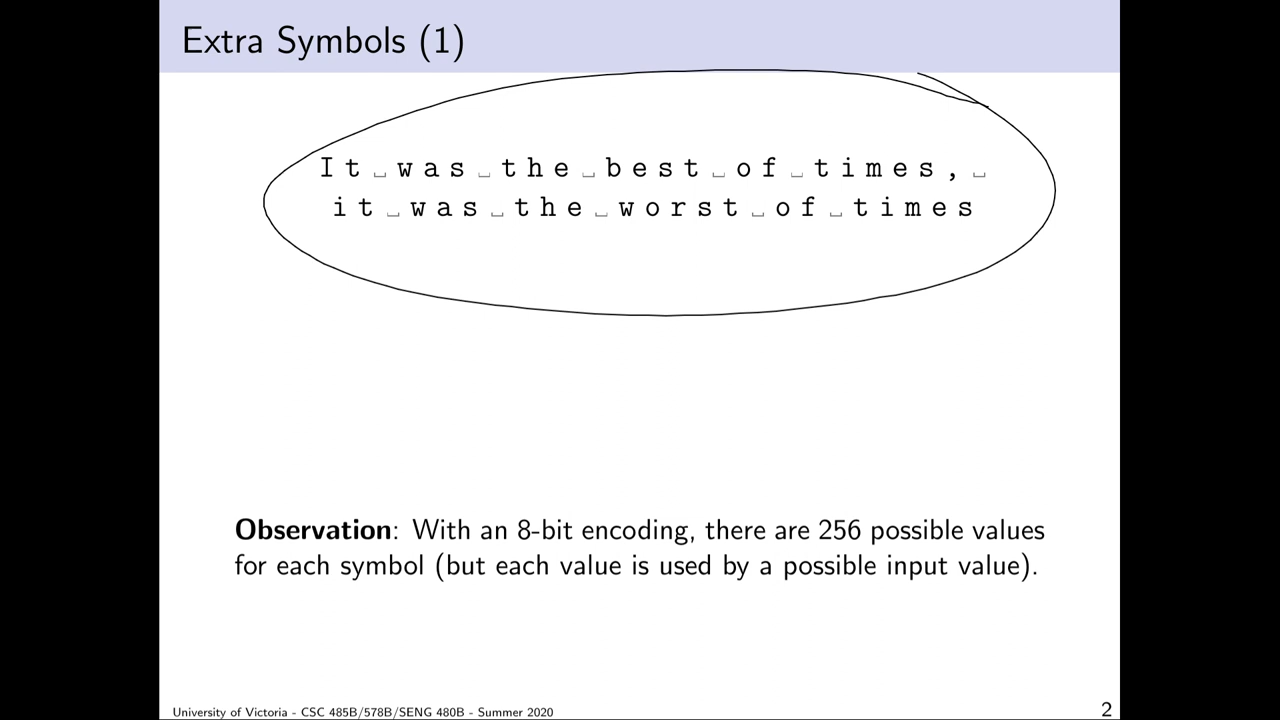 Extra Symbols (1)
It␣was␣the␣best␣of␣times,␣
it␣was␣the␣worst␣of␣times
Observation: With an 8-bit encoding, there are 256 possible values
for each symbol (but each value is used by a possible input value).
University of Victoria - CSC 485B/578B/SENG 480B - Summer 2020
2